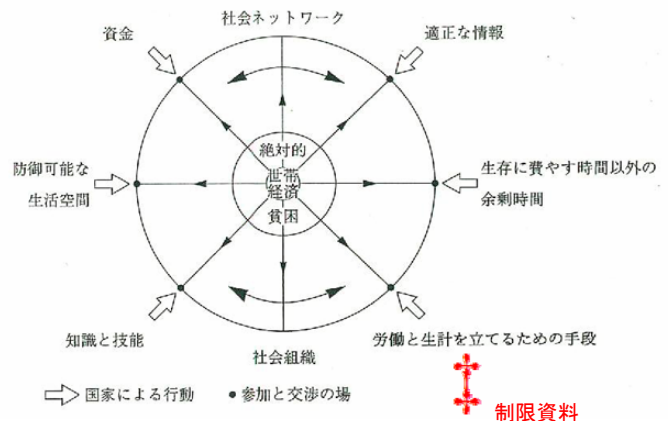 社会ネットワーク
資金
適正な情報
防御可能な
生活空間
絶対的
世帯
経済
貧困
生存に費やす時間以外の
余剰時間
知識と技能
社会組織
労働と生計を立てるための手段
国家による行動
参加と交渉の場
制限資料